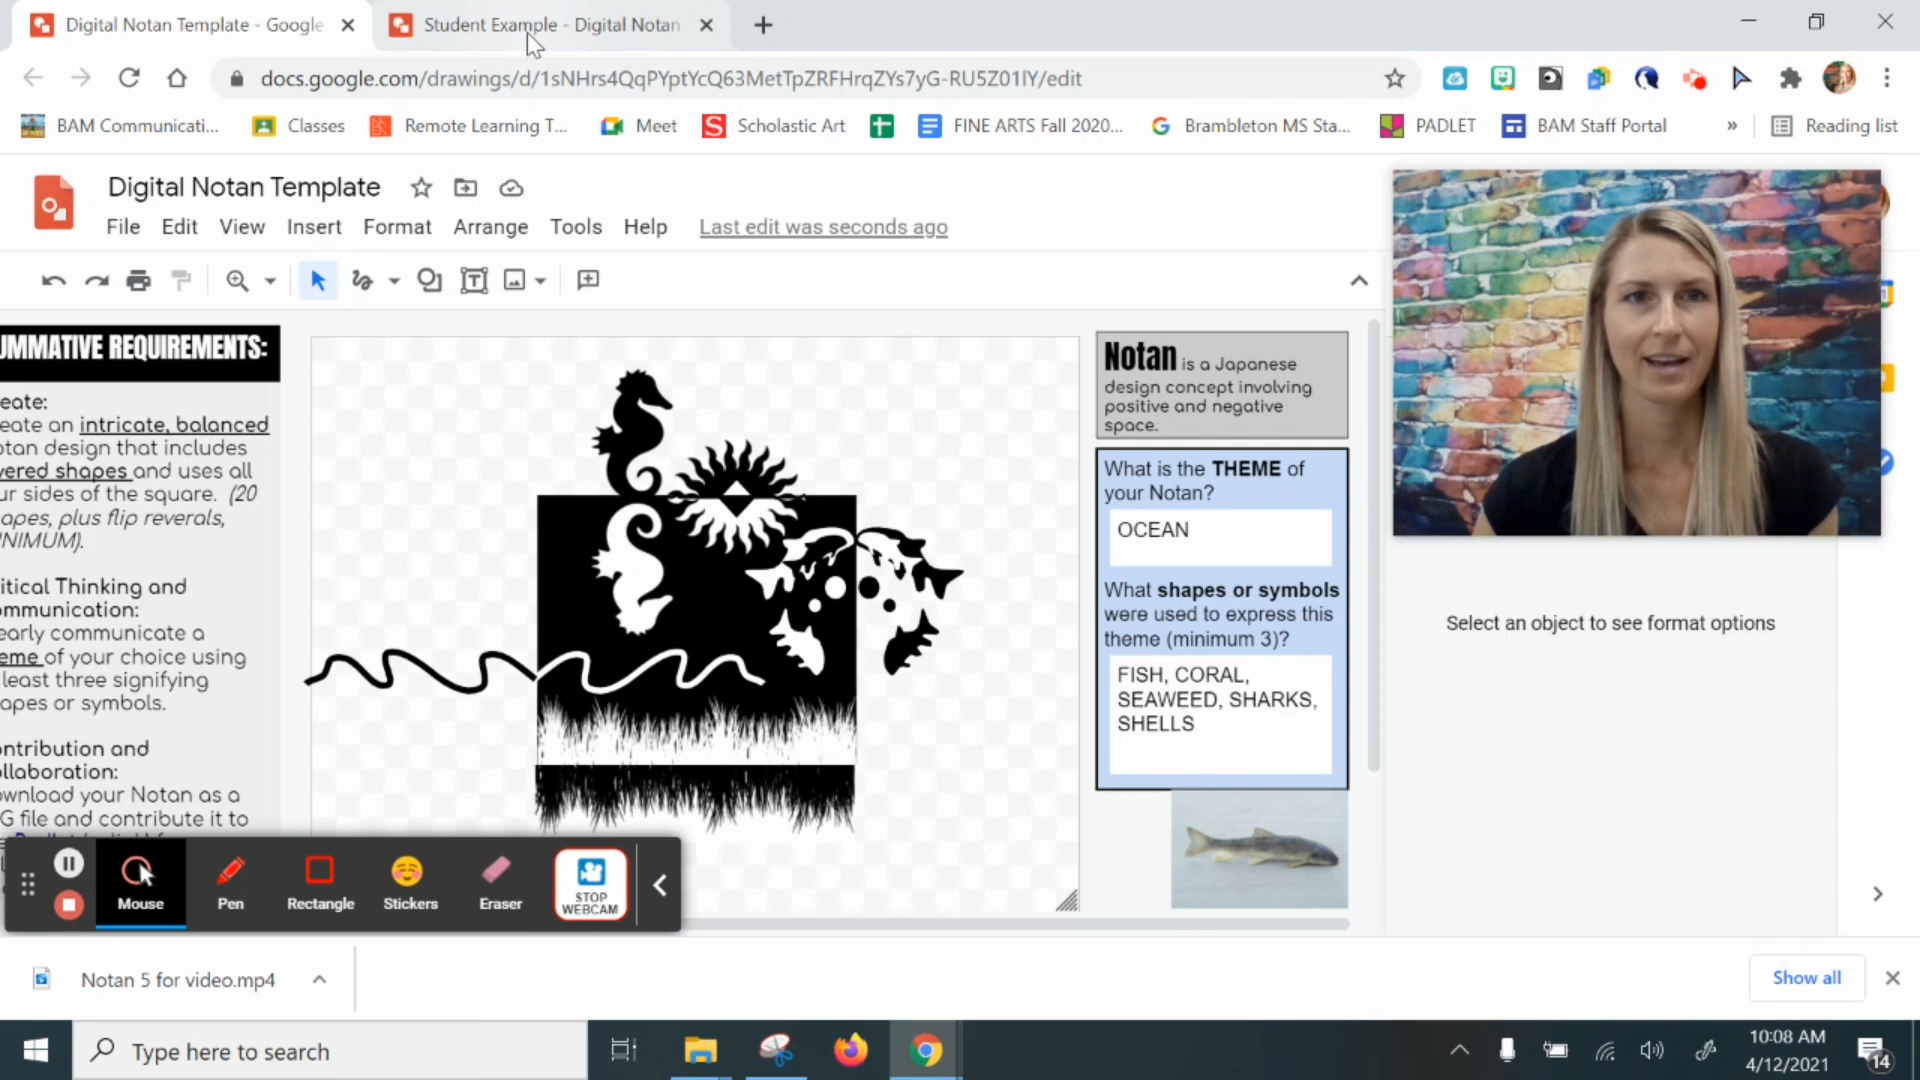 Digital Notan Template - Google
Student Example - Digital Notan
docs.google.com/drawings/d/1sNHrs4QqPYptYcQ63MetTpZRFHrqZYs7yG-RU5Z01lY/edit
BAM Communicati...
Classes
Remote Learning T...
Meet
Scholastic Art
FINE ARTS Fall 2020...
Brambleton MS Sta...
PADLET
BAM Staff Portal
»
Reading list
Digital Notan Template
File Edit View Insert Format Arrange Tools Help Last edit was seconds ago
UMMATIVE REQUIREMENTS:
eate:
eate an intricate, balanced
otan design that includes
yered shapes and uses all
ur sides of the square. (20
apes, plus flip reverals,
INIMUM).
itical Thinking and
ommunication:
early communicate a
eme of your choice using
least three signifying
apes or symbols.
ontribution and
ollaboration:
ownload your Notan as a
G file and contribute it to
Notan is a Japanese
design concept involving
positive and negative
space.
What is the THEME of
your Notan?
OCEAN
What shapes or symbols
were used to express this
theme (minimum 3)?
FISH, CORAL,
SEAWEED, SHARKS,
SHELLS
Select an object to see format options
Mouse
Pen
Rectangle
Stickers
Eraser
STOP
WEBCAM
Notan 5 for video.mp4
Show all
Type here to search
10:08 AM
4/12/2021
14